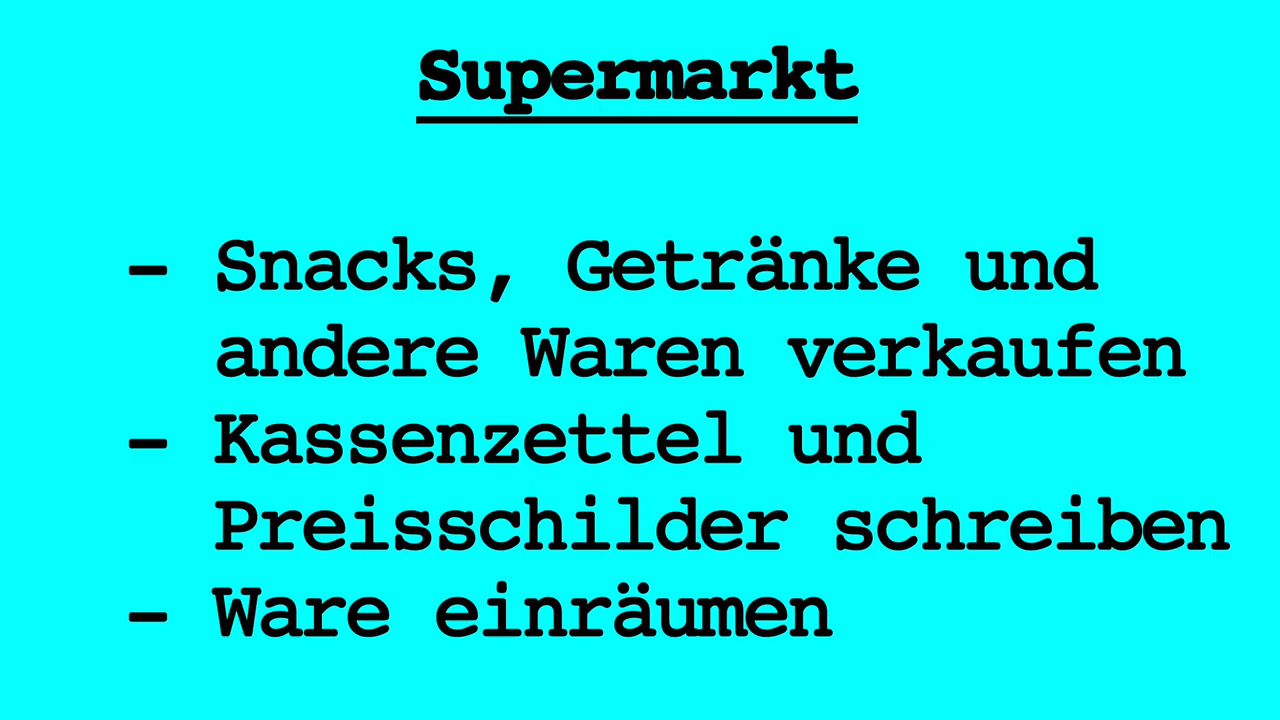 Supermarkt
- Snacks, Getränke und
andere Waren verkaufen
- Kassenzettel und
Preisschilder schreiben
- Ware einräumen